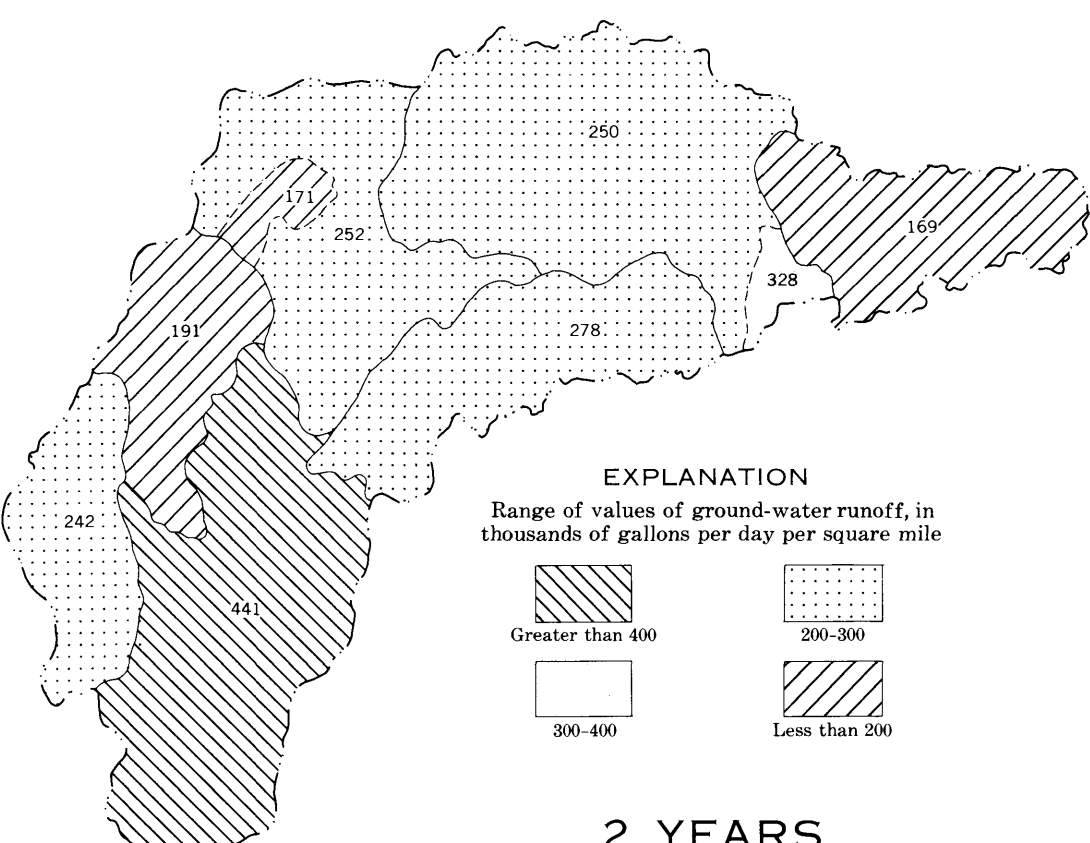 250
171
252
169
328
191
278
242
441
EXPLANATION
Range of values of ground-water runoff, in
thousands of gallons per day per square mile
Greater than 400
200-300
300-400
Less than 200
2 YEARS